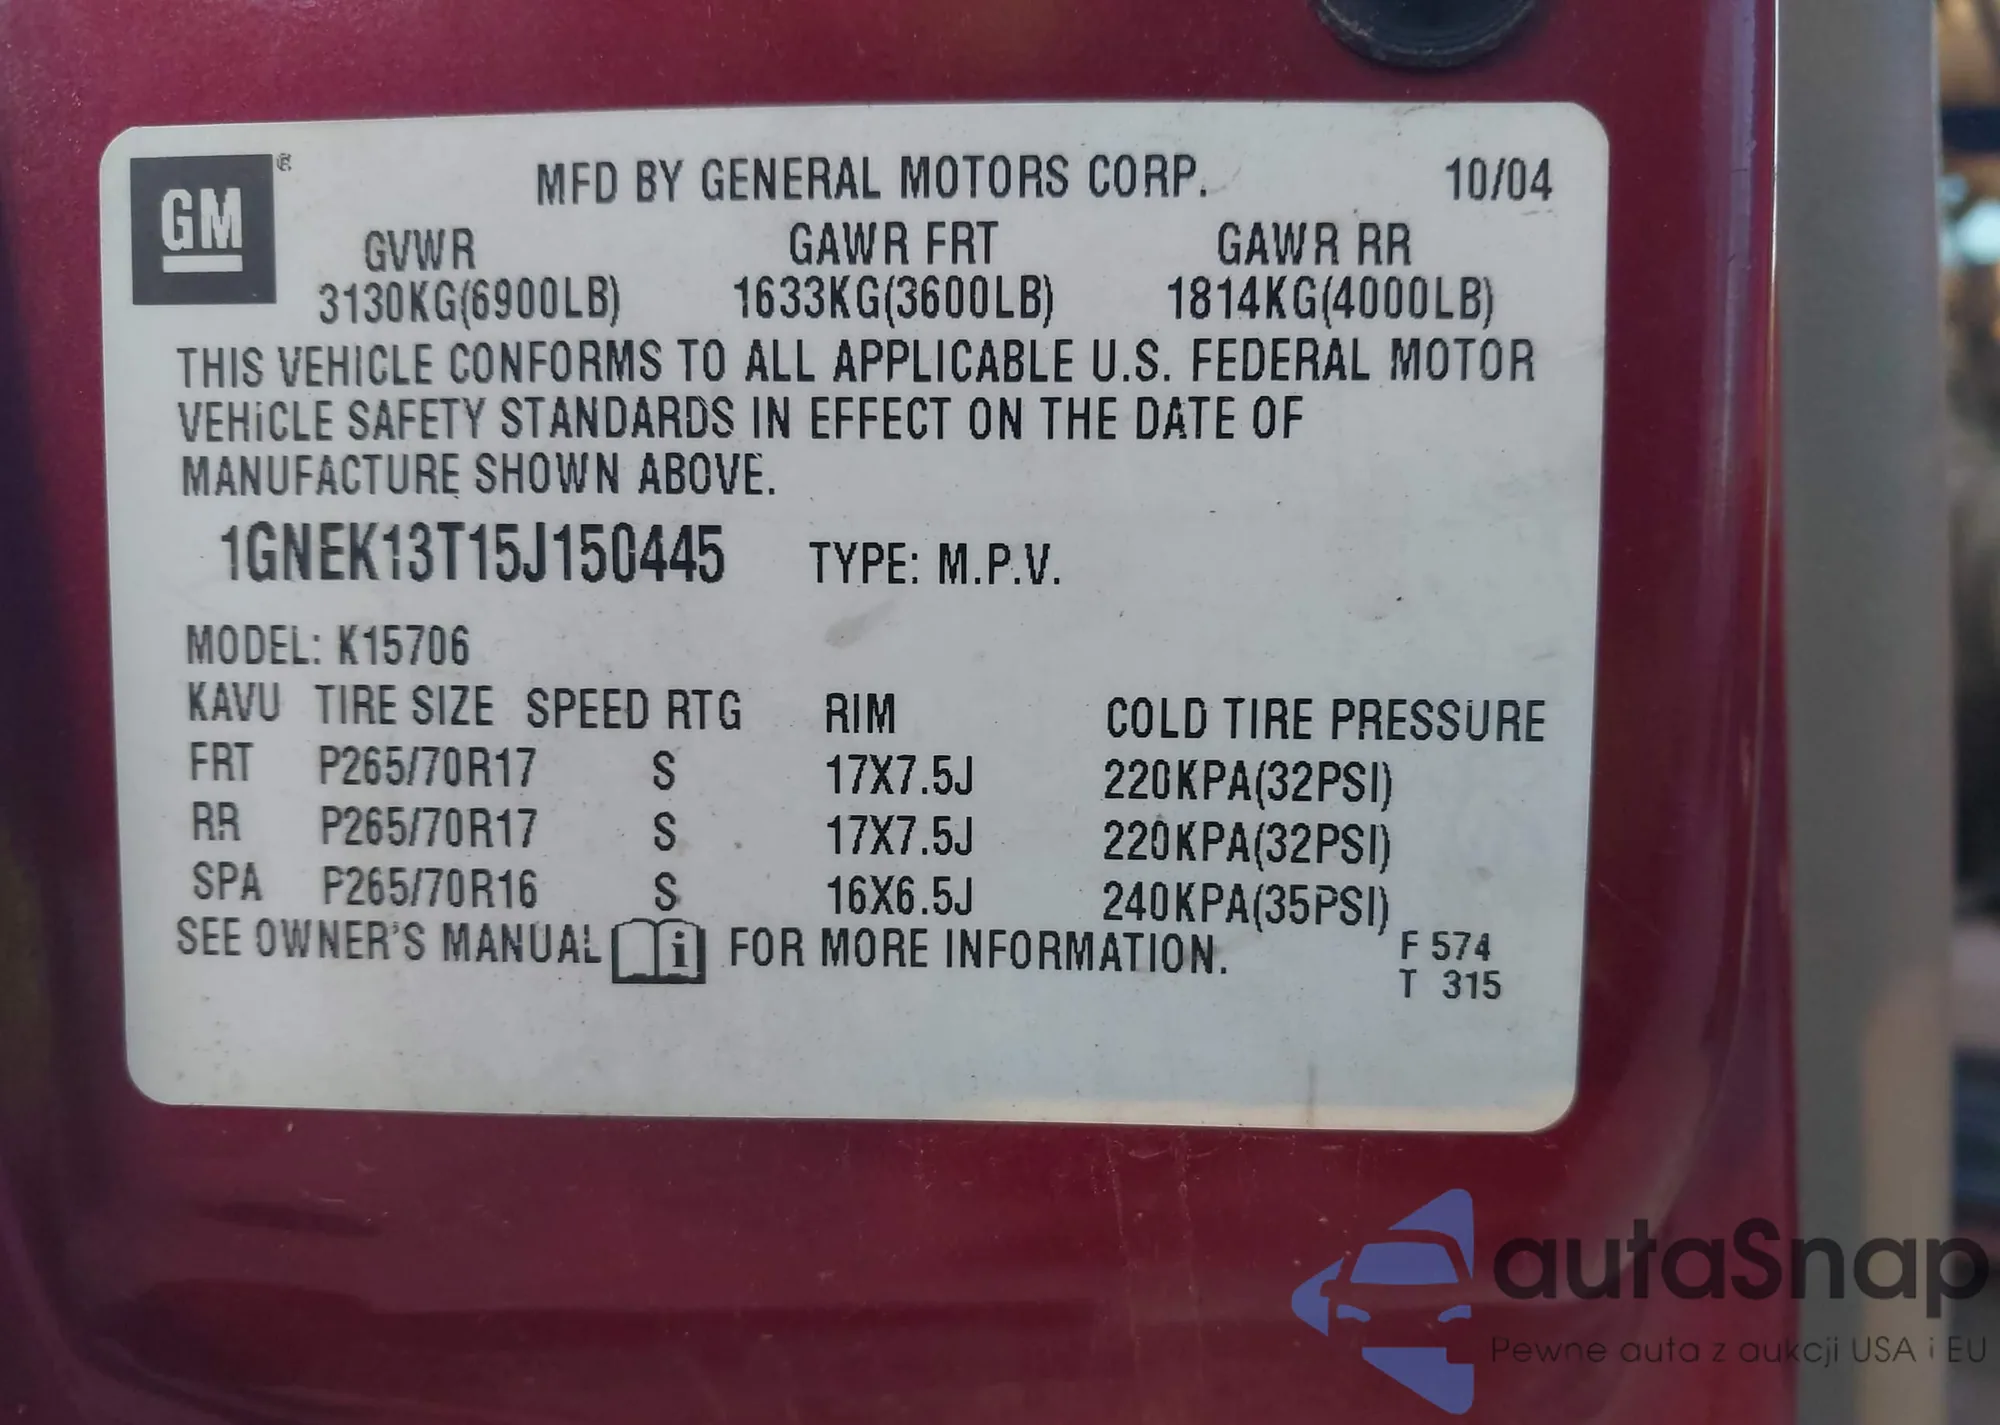 GM ®
MFD BY GENERAL MOTORS CORP. 10/04
GVWR GAWR FRT GAWR RR
3130KG(6900LB) 1633KG(3600LB) 1814KG(4000LB)
THIS VEHICLE CONFORMS TO ALL APPLICABLE U.S. FEDERAL MOTOR
VEHICLE SAFETY STANDARDS IN EFFECT ON THE DATE OF
MANUFACTURE SHOWN ABOVE.
1GNEK13T15J150445 TYPE: M.P.V.
MODEL: K15706
KAVU TIRE SIZE SPEED RTG RIM COLD TIRE PRESSURE
FRT P265/70R17 S 17X7.5J 220KPA(32PSI)
RR P265/70R17 S 17X7.5J 220KPA(32PSI)
SPA P265/70R16 S 16X6.5J 240KPA(35PSI)
SEE OWNER'S MANUAL i FOR MORE INFORMATION.
F 574
T 315
autaSnap
Pewne auta z aukcji USA i EU